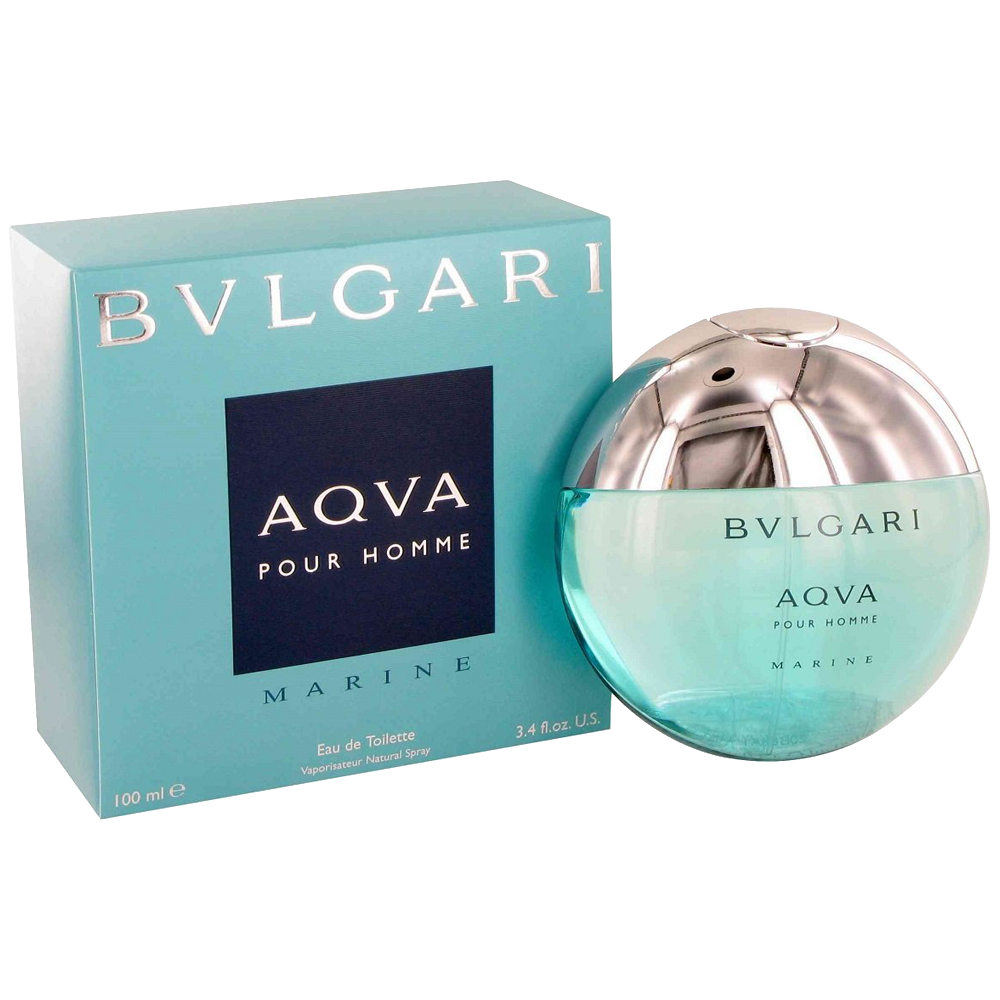 BVLGARI
AQVA
POUR HOMME
MARINE
Eau de Toilette
Vaporisateur Natural Spray
100 ml ℮
3.4 fl.oz. U.S.
BVLGARI
AQVA
POUR HOMME
MARINE